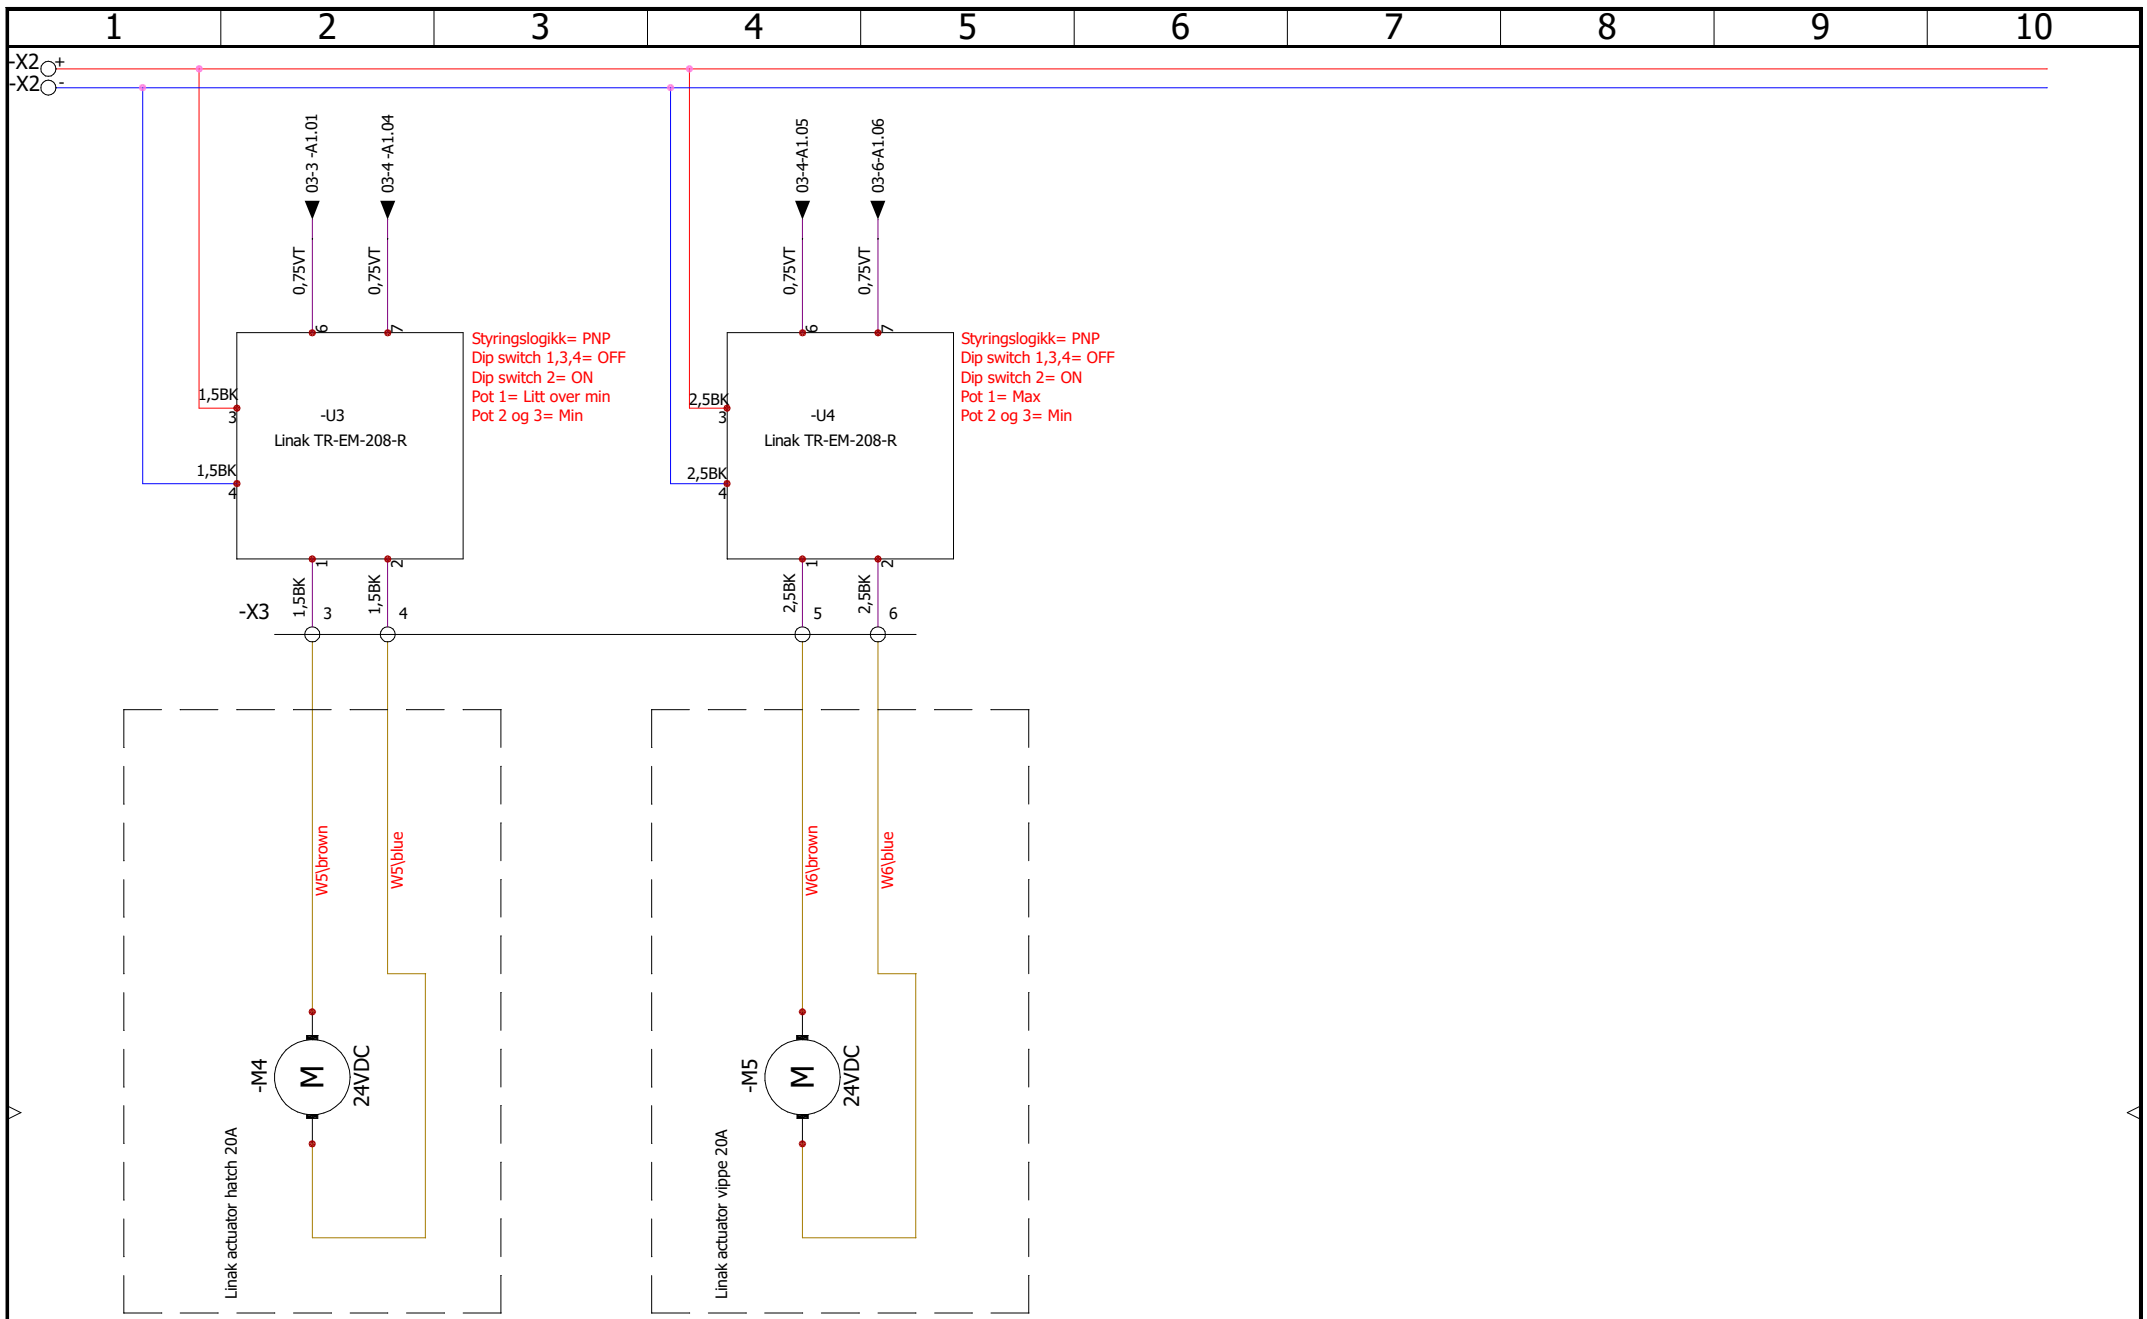 1 2 3 4 5 6 7 8 9 10
-X2 +
-X2 -
03-3 -A1.01
03-4 -A1.04
03-4-A1.05
03-6-A1.06
0,75VT
0,75VT
0,75VT
0,75VT
6
7
6
7
Styringslogikk= PNP
Dip switch 1,3,4= OFF
Dip switch 2= ON
Pot 1= Litt over min
Pot 2 og 3= Min
Styringslogikk= PNP
Dip switch 1,3,4= OFF
Dip switch 2= ON
Pot 1= Max
Pot 2 og 3= Min
1,5BK
3
-U3
Linak TR-EM-208-R
1,5BK
4
2,5BK
3
-U4
Linak TR-EM-208-R
2,5BK
4
1
2
1
2
-X3
1,5BK
3
1,5BK
4
2,5BK
5
2,5BK
6
W5\brown
W5\blue
W6\brown
W6\blue
-M4
M
24VDC
-M5
M
24VDC
Linak actuator hatch 20A
Linak actuator vippe 20A